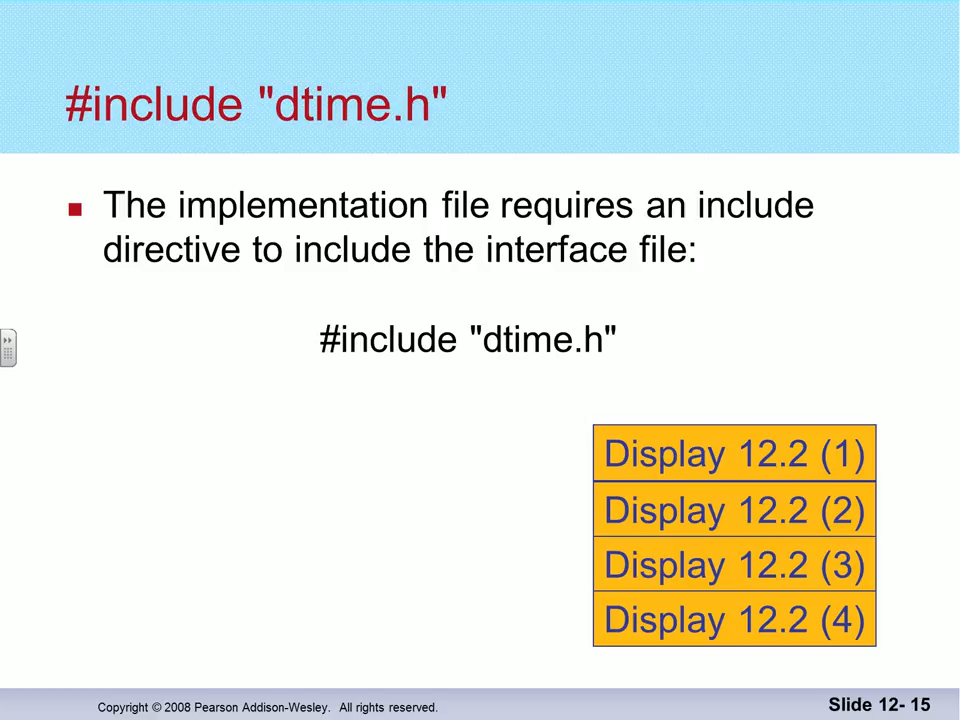 #include "dtime.h"
The implementation file requires an include
directive to include the interface file:
#include "dtime.h"
Display 12.2 (1)
Display 12.2 (2)
Display 12.2 (3)
Display 12.2 (4)
Copyright © 2008 Pearson Addison-Wesley. All rights reserved.
Slide 12- 15